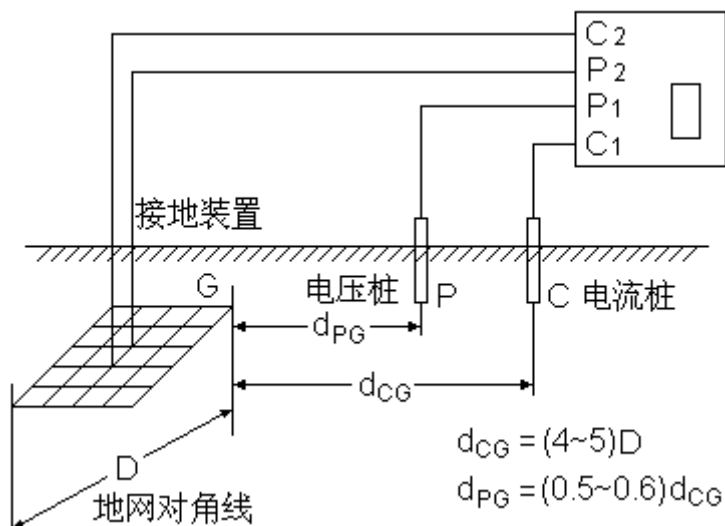 C2
P2
P1
C1
接地装置
G
电压桩
P
C 电流桩
dPG
dCG
D
地网对角线
dCG = (4~5)D
dPG = (0.5~0.6)dCG